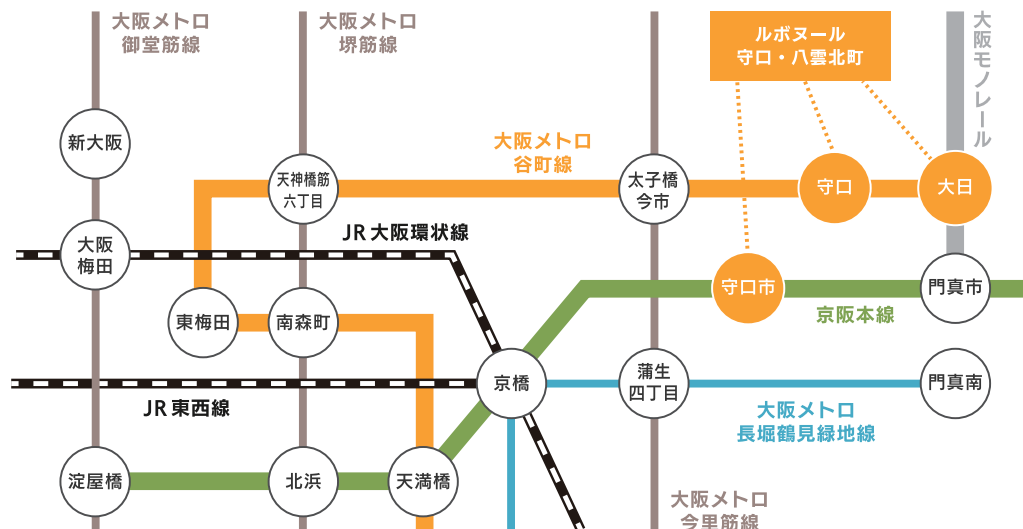 大阪メトロ
御堂筋線
大阪メトロ
堺筋線
ルボヌール
守口・八雲北町
大阪モノレール
新大阪
大阪メトロ
谷町線
天神橋筋
六丁目
太子橋
今市
守口
大日
JR大阪環状線
大阪
梅田
守口市
門真市
京阪本線
東梅田
南森町
京橋
蒲生
四丁目
門真南
JR東西線
大阪メトロ
長堀鶴見緑地線
淀屋橋
北浜
天満橋
大阪メトロ
今里筋線